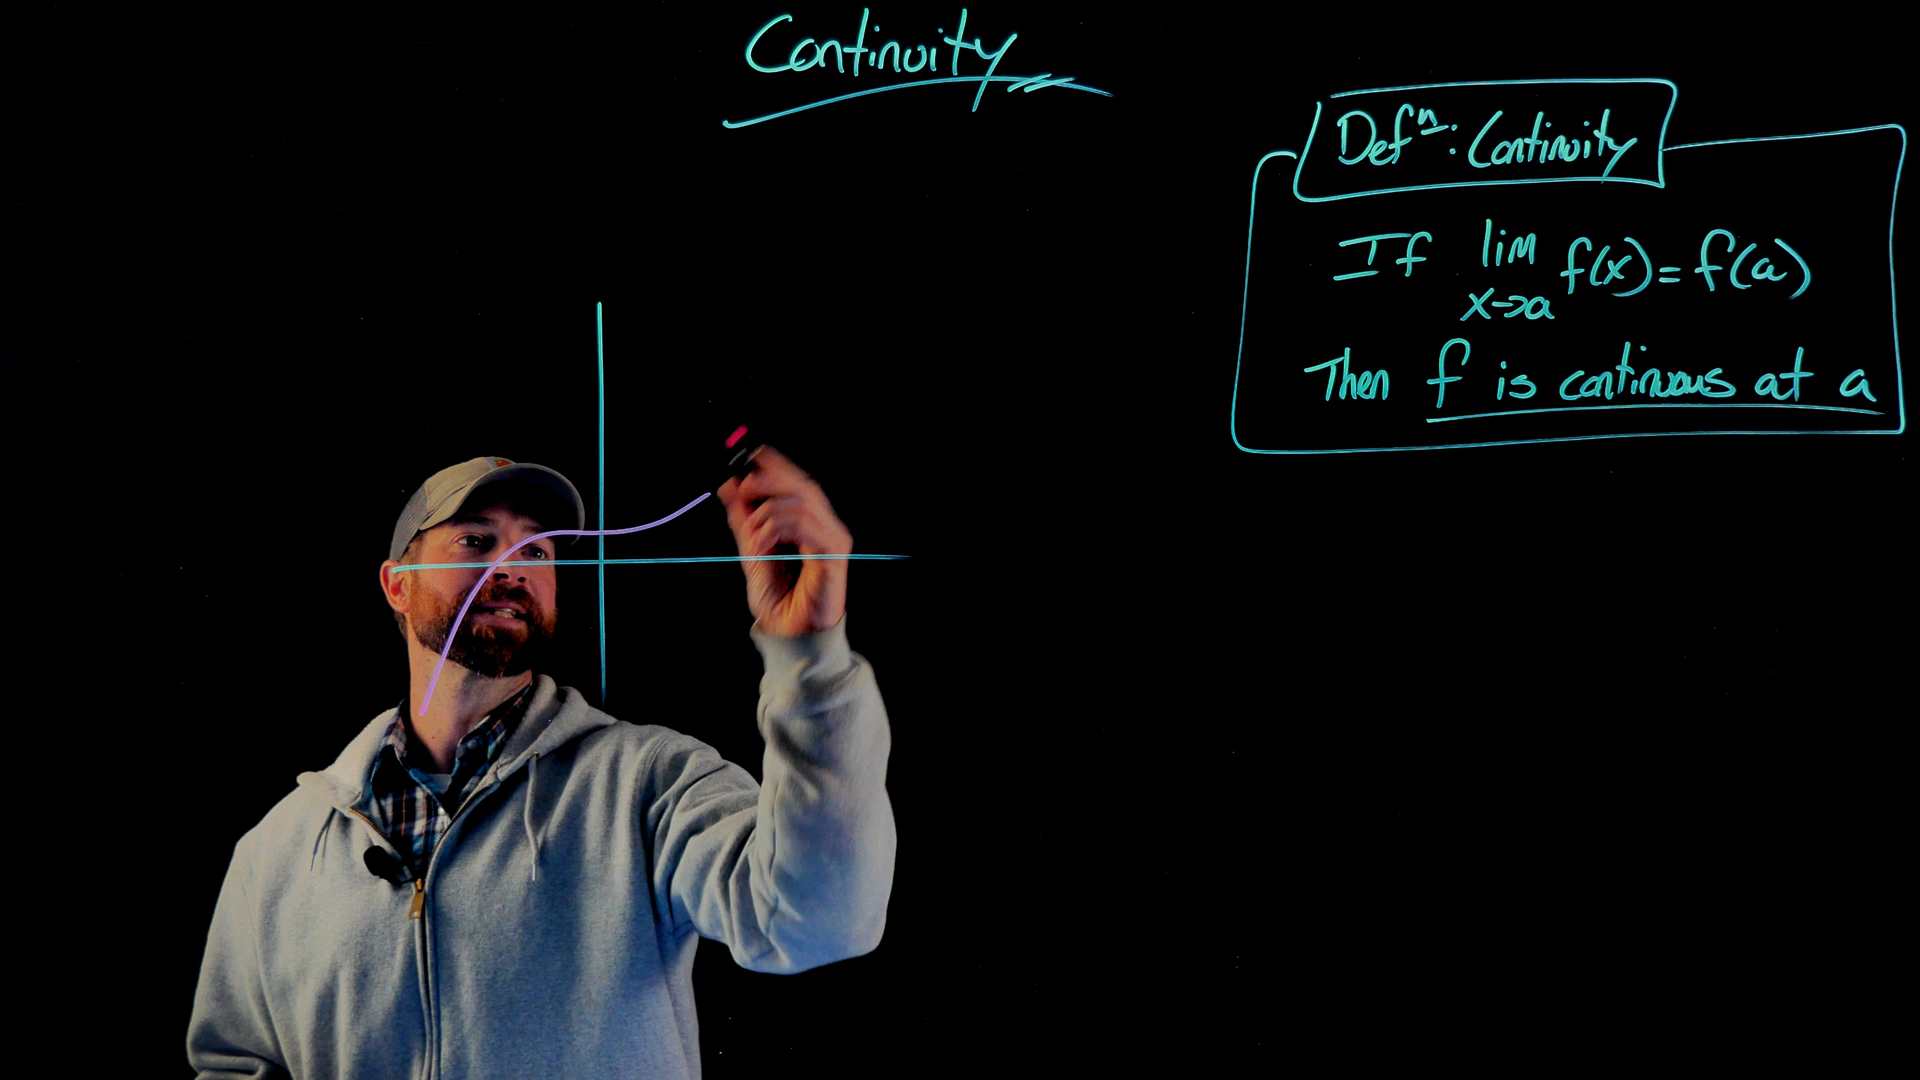 Continuity
Defⁿ: Continuity
If lim f(x) = f(a)
x→a
Then f is continuous at a